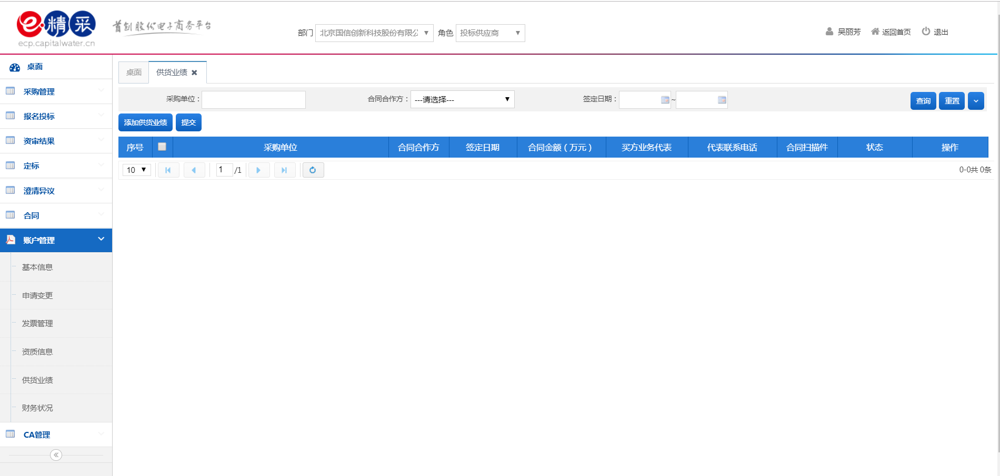 e·精采
ecp.capitalwater.cn
首创股份电子商务平台
部门 北京国信创新科技股份有限公 角色 投标供应商
吴丽芳 返回首页 退出
桌面
采购管理
报名投标
资审结果
定标
澄清异议
合同
账户管理
基本信息
申请变更
发票管理
资质信息
供货业绩
财务状况
CA管理
桌面 供货业绩
采购单位： 合同合作方： ---请选择--- 签定日期： ~ 查询 重置
添加供货业绩 提交
序号 采购单位 合同合作方 签定日期 合同金额（万元） 买方业务代表 代表联系电话 合同扫描件 状态 操作
10 1 /1 0-0共 0条